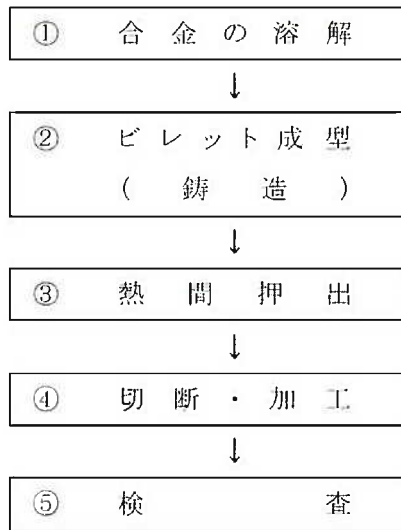 ① 合金の溶解
↓
② ビレット成型
(鋳造)
↓
③ 熱間押出
↓
④ 切断・加工
↓
⑤ 検査